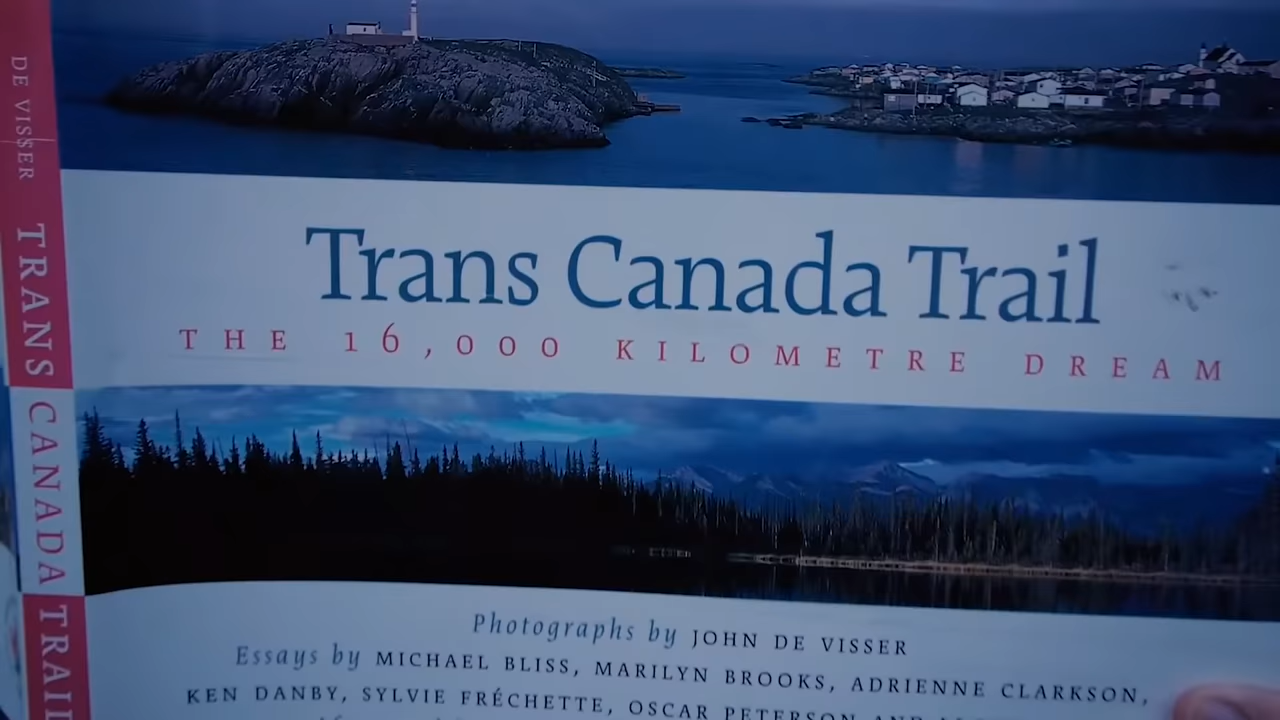 DE VISSER TRANS CANADA TRAIL
Trans Canada Trail
THE 16,000 KILOMETRE DREAM
Photographs by JOHN DE VISSER
Essays by MICHAEL BLISS, MARILYN BROOKS, ADRIENNE CLARKSON,
KEN DANBY, SYLVIE FRÉCHETTE, OSCAR PETERSON AND